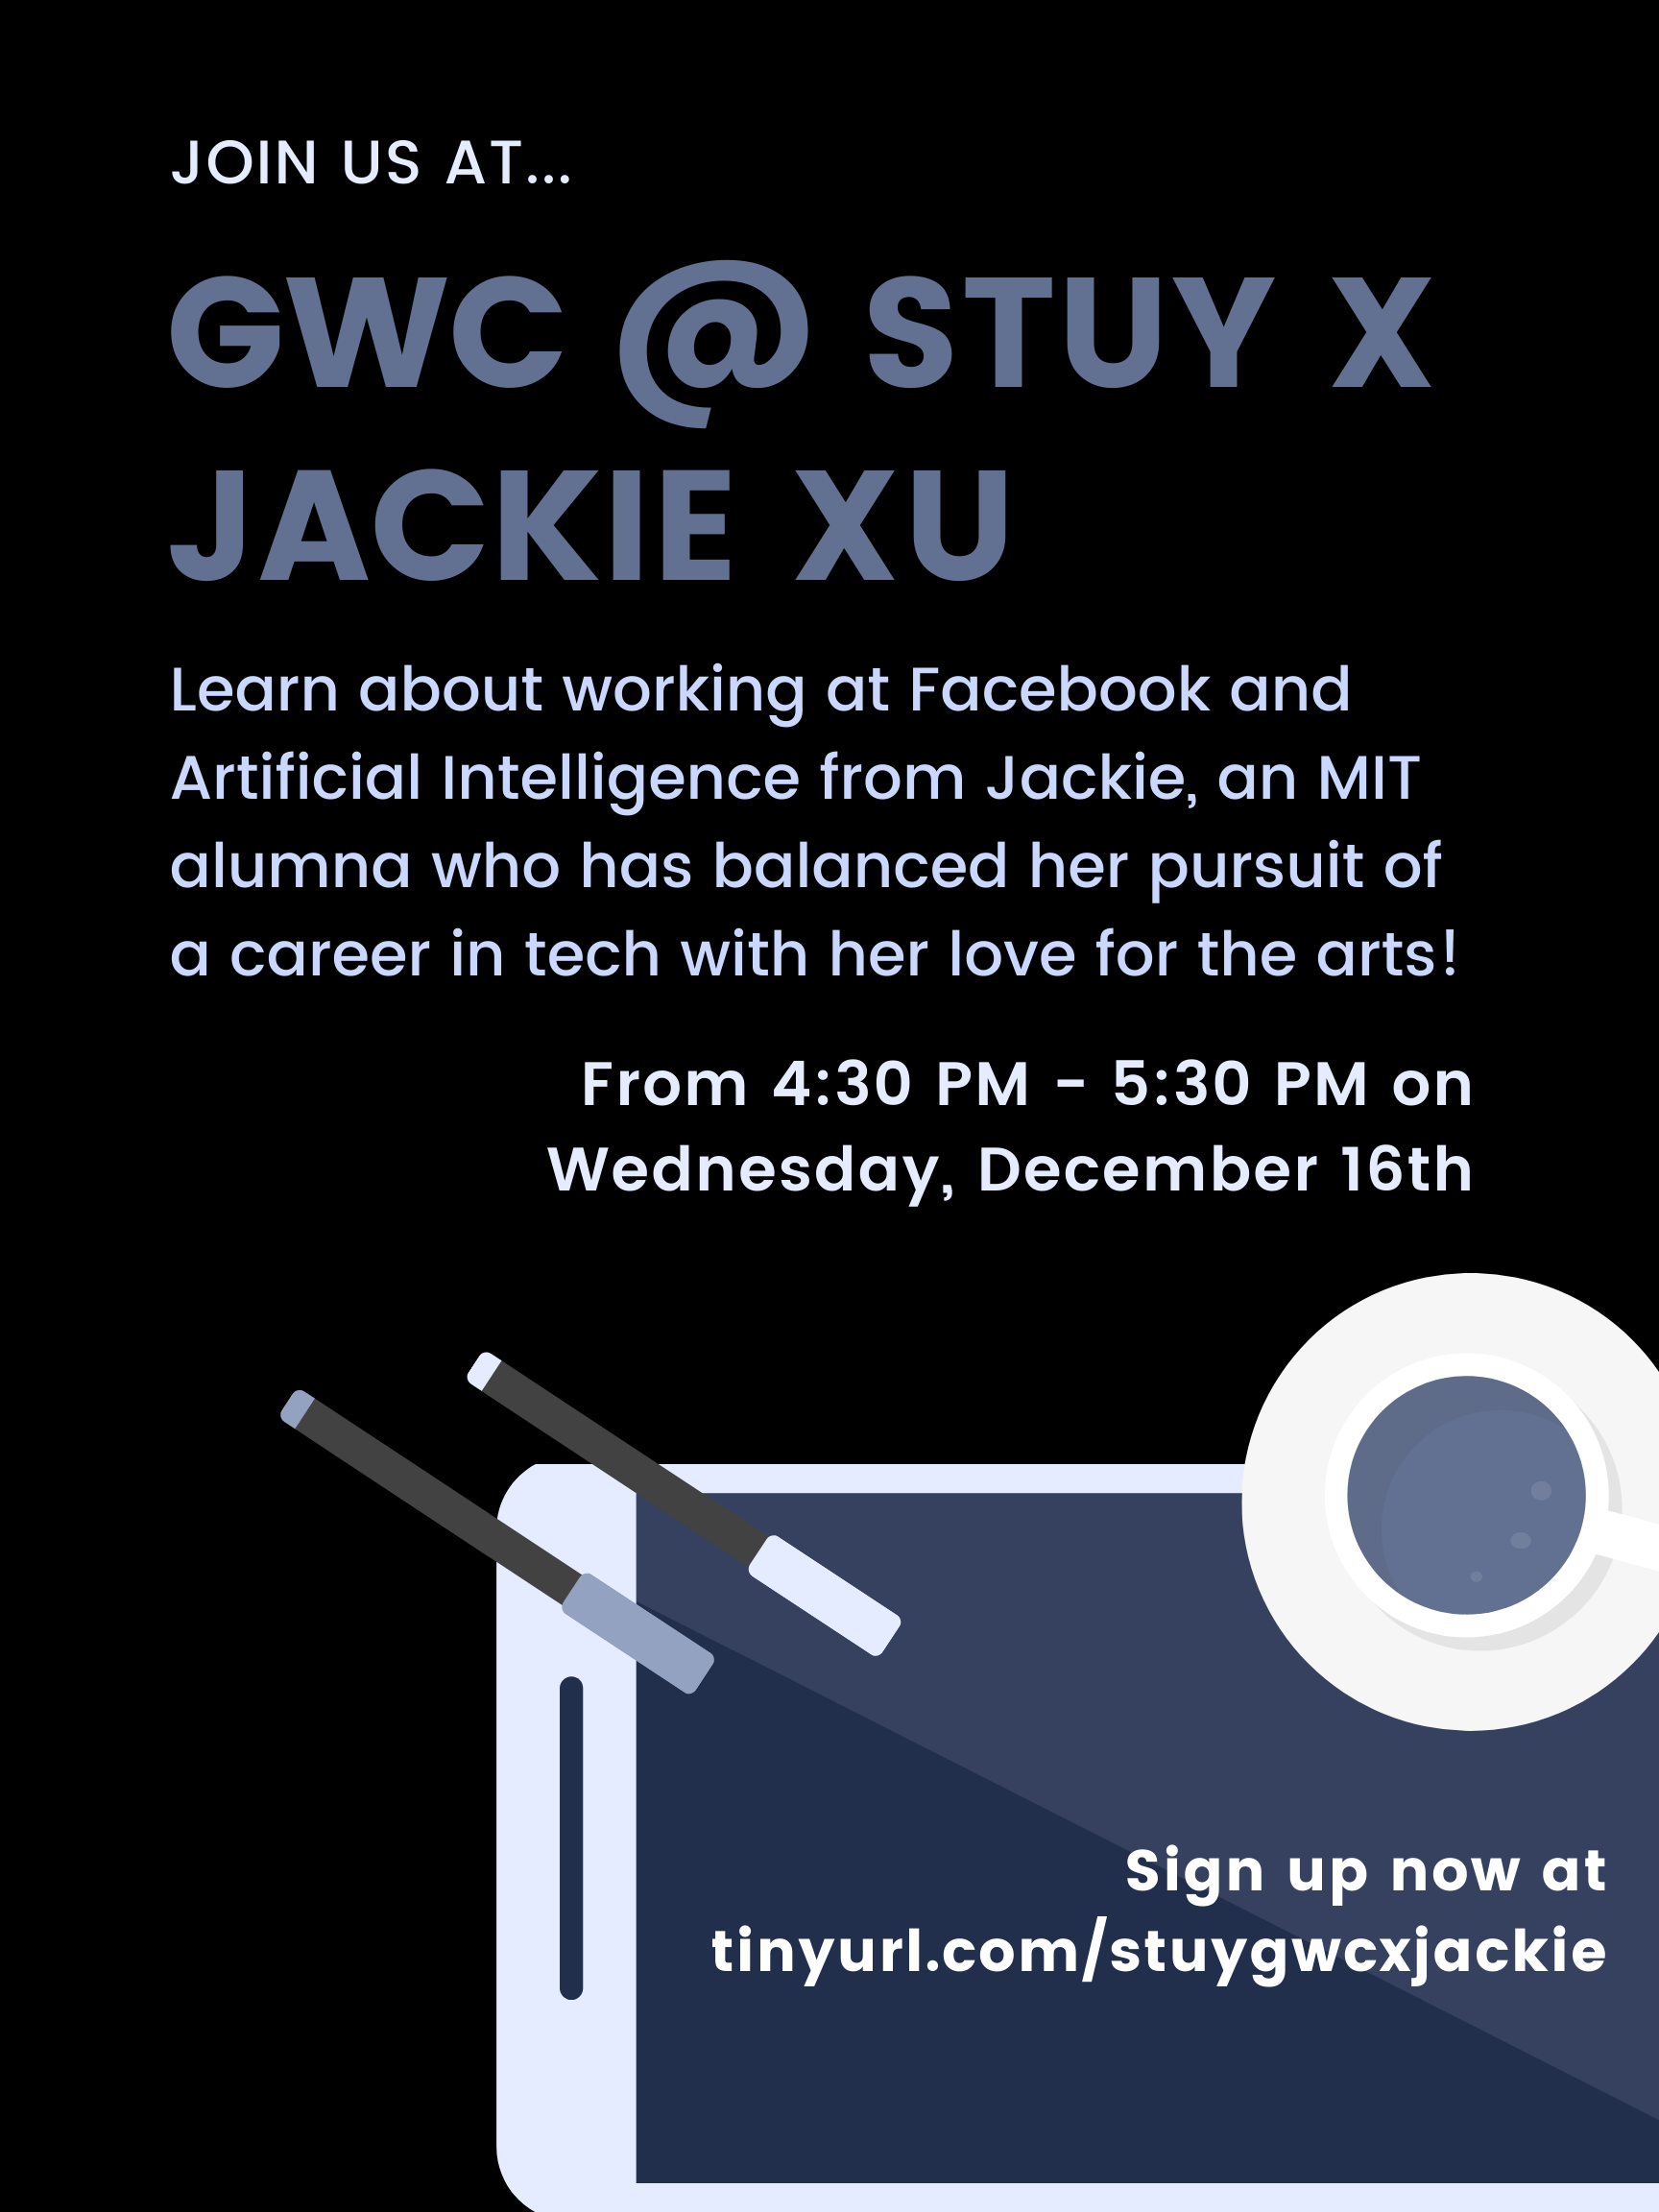 JOIN US AT...
GWC @ STUY X
JACKIE XU
Learn about working at Facebook and
Artificial Intelligence from Jackie, an MIT
alumna who has balanced her pursuit of
a career in tech with her love for the arts!
From 4:30 PM - 5:30 PM on
Wednesday, December 16th
Sign up now at
tinyurl.com/stuygwcxjackie